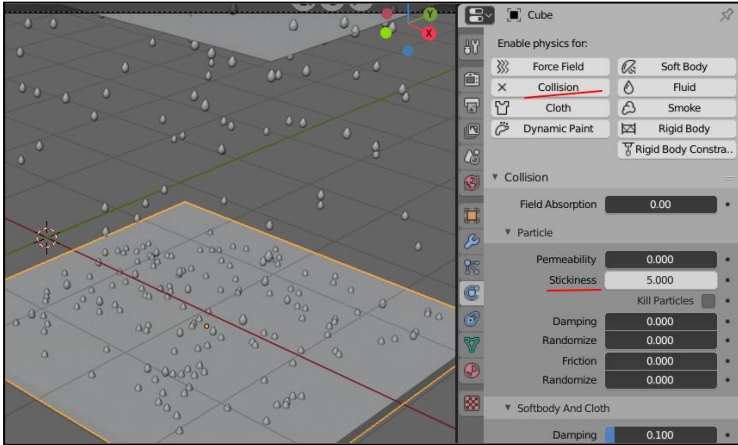 Y
X
Cube
Enable physics for:
Force Field
Soft Body
Collision
Fluid
Cloth
Smoke
Dynamic Paint
Rigid Body
Rigid Body Constra..
Collision
Field Absorption 0.00
Particle
Permeability 0.000
Stickiness 5.000
Kill Particles
Damping 0.000
Randomize 0.000
Friction 0.000
Randomize 0.000
Softbody And Cloth
Damping 0.100